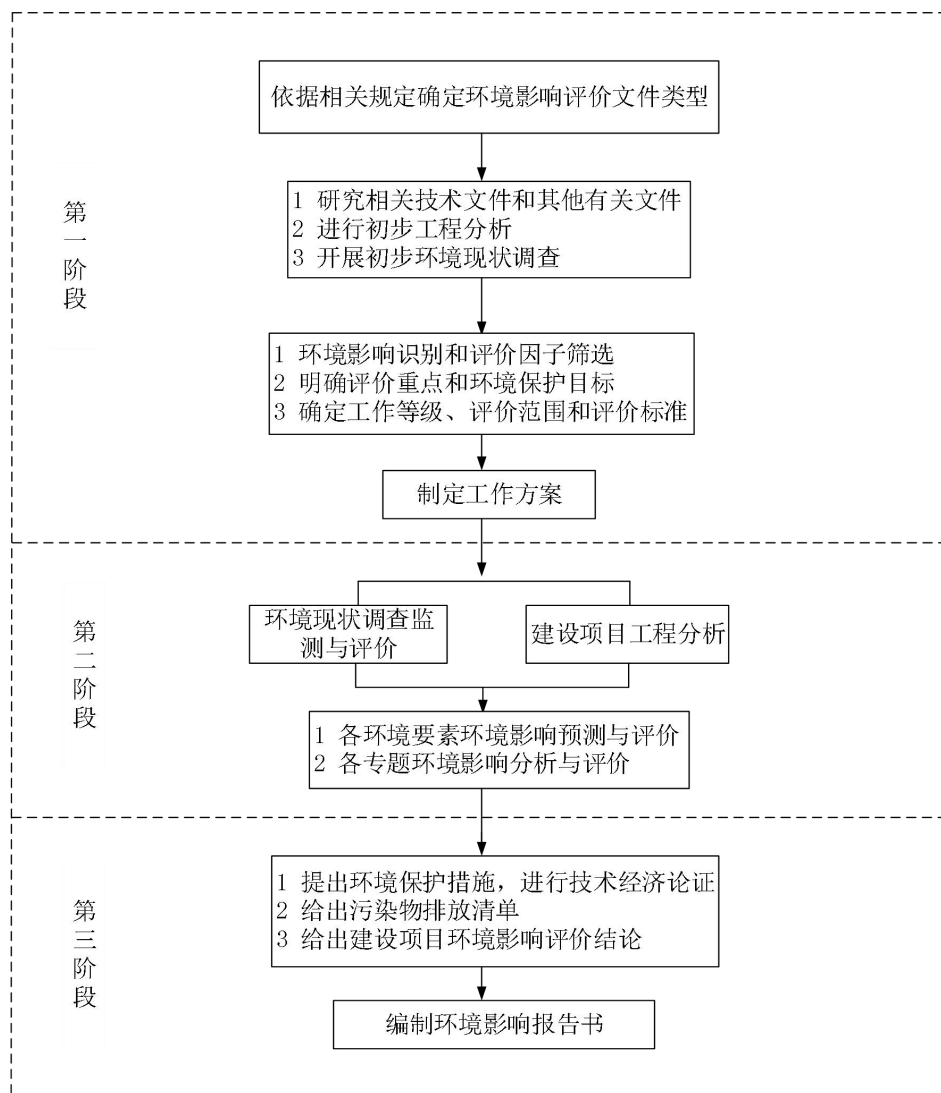 依据相关规定确定环境影响评价文件类型
第一阶段
1 研究相关技术文件和其他有关文件
2 进行初步工程分析
3 开展初步环境现状调查
1 环境影响识别和评价因子筛选
2 明确评价重点和环境保护目标
3 确定工作等级、评价范围和评价标准
制定工作方案
第二阶段
环境现状调查监
测与评价
建设项目工程分析
1 各环境要素环境影响预测与评价
2 各专题环境影响分析与评价
第三阶段
1 提出环境保护措施，进行技术经济论证
2 给出污染物排放清单
3 给出建设项目环境影响评价结论
编制环境影响报告书